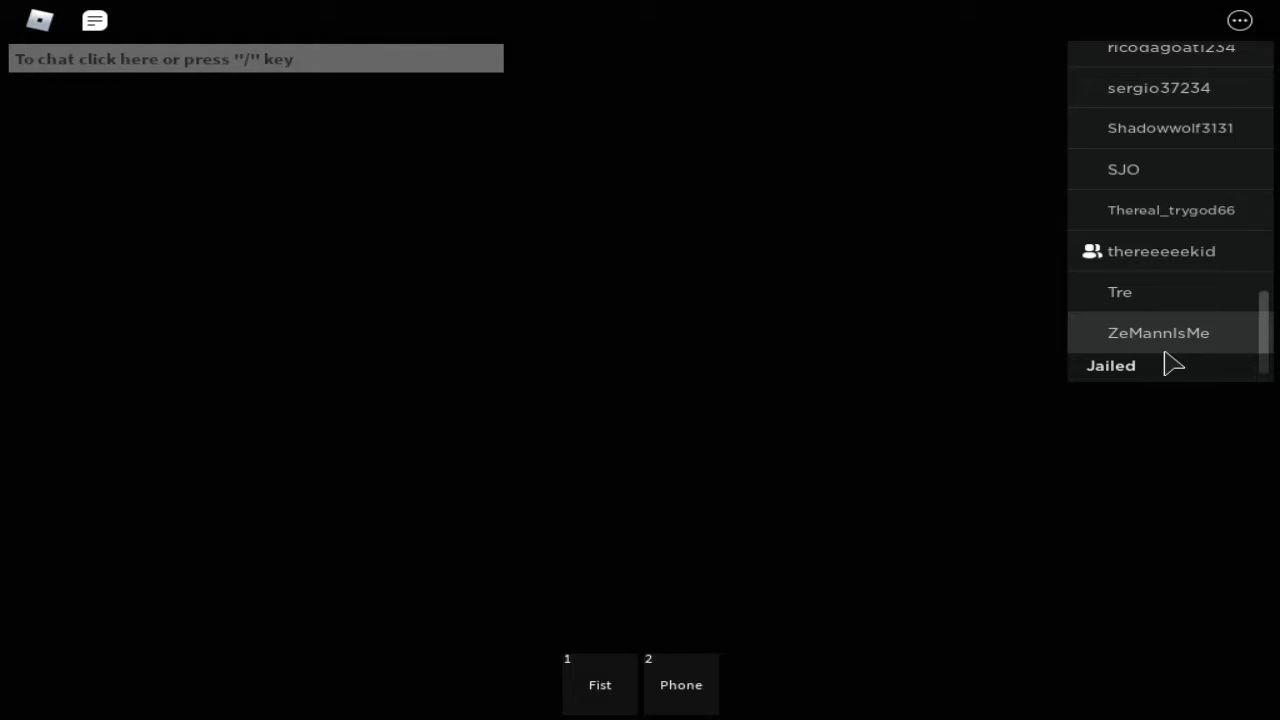 To chat click here or press "/" key
ricodagoat1234
sergio37234
Shadowwolf3131
SJO
Thereal_trygod66
thereeeeekid
Tre
ZeMannIsMe
Jailed
1
Fist
2
Phone